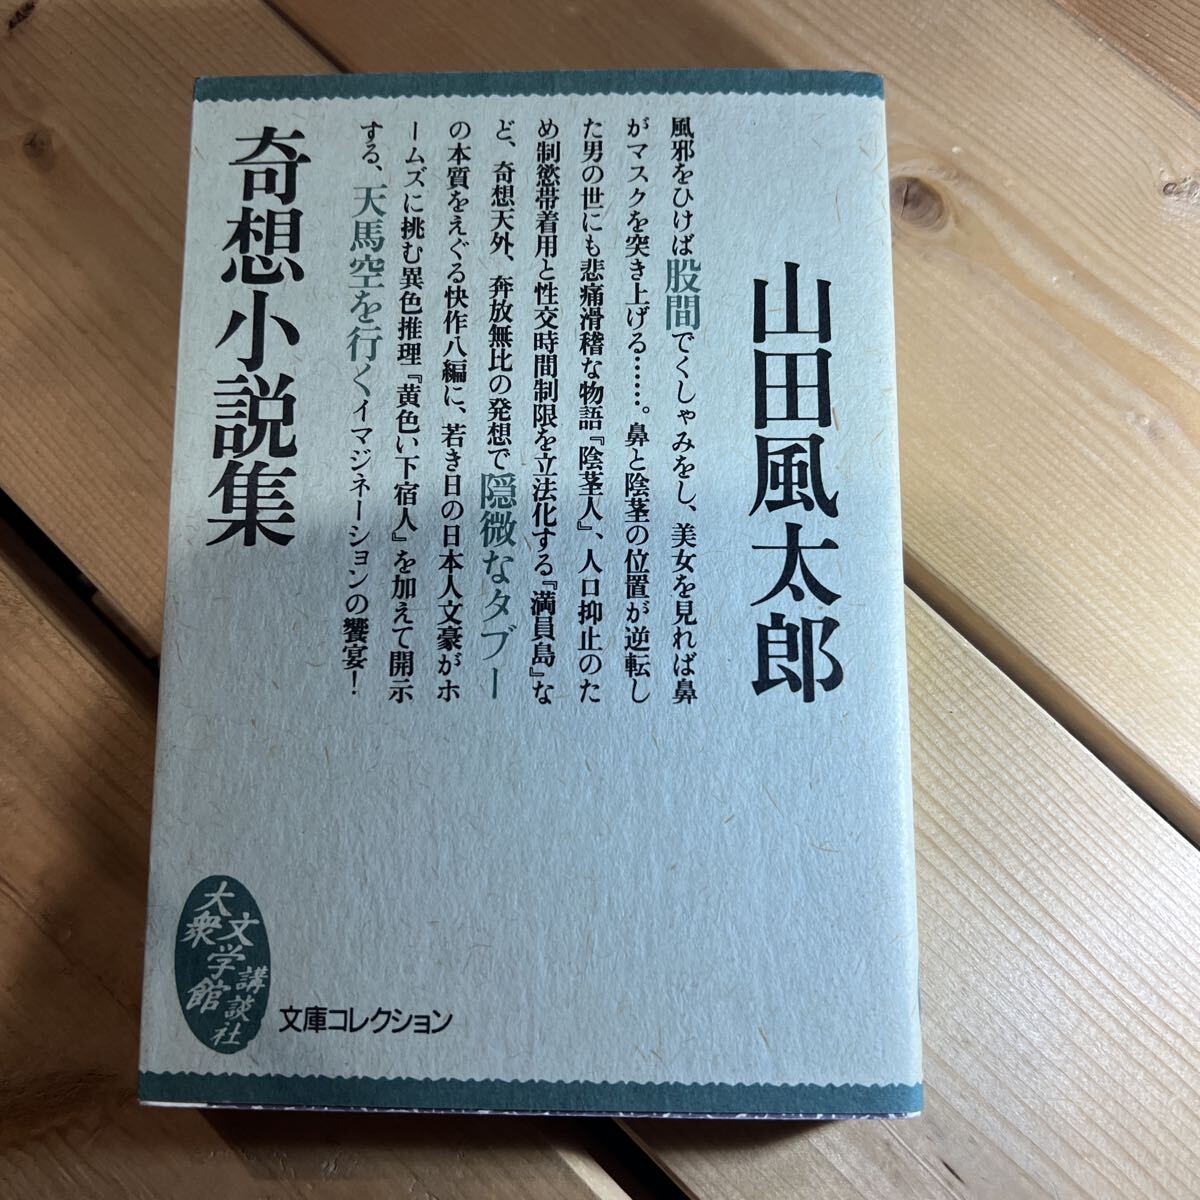 山田風太郎
風邪をひけば股間でくしゃみをし、美女を見れば鼻
がマスクを突き上げる……。鼻と陰茎の位置が逆転し
た男の世にも悲痛滑稽な物語『陰茎人』、人口抑止のた
め制慾帯着用と性交時間制限を立法化する『満員島』な
ど、奇想天外、奔放無比の発想で隠微なタブー
の本質をえぐる快作八編に、若き日の日本人文豪がホ
ームズに挑む異色推理『黄色い下宿人』を加えて開示
する、天馬空を行くイマジネーションの饗宴！
奇想小説集
講談社
大衆文学館
文庫コレクション